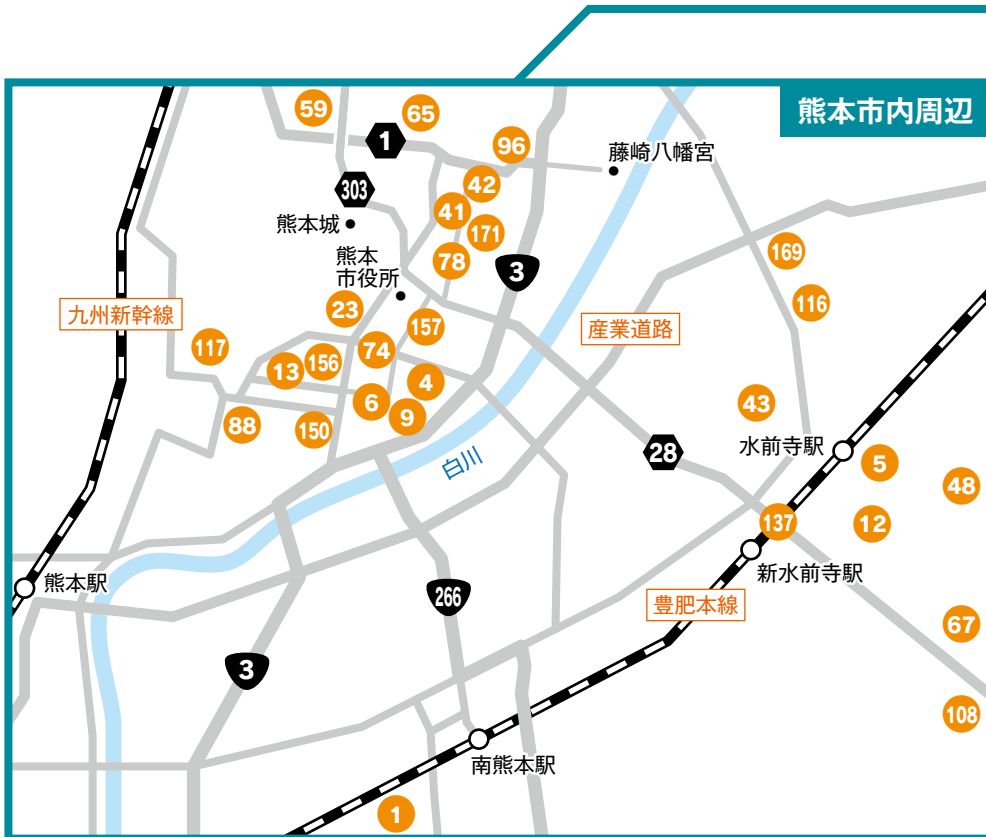 熊本市内周辺
59
65
1
96
藤崎八幡宮
303
42
41
熊本城
171
169
熊本
市役所
78
3
116
23
九州新幹線
157
産業道路
117
156
74
13
4
6
43
9
88
150
水前寺駅
28
白川
5
48
137
12
新水前寺駅
熊本駅
266
豊肥本線
67
3
108
南熊本駅
1